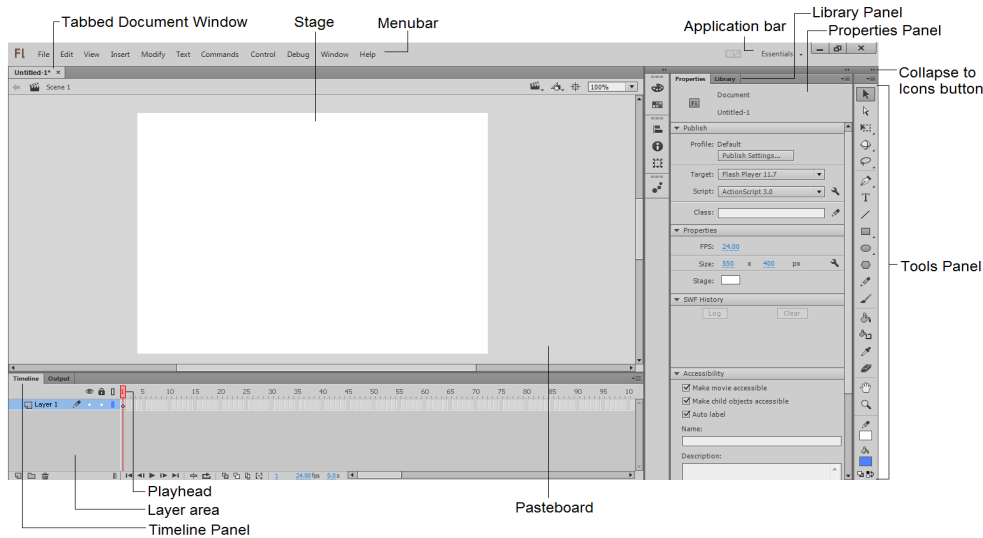 Tabbed Document Window
Stage
Menubar
Application bar
Library Panel
Properties Panel
Fl File Edit View Insert Modify Text Commands Control Debug Window Help
Essentials
Untitled-1* ×
Scene 1
100%
Collapse to
Icons button
Properties Library
Document
Fl
Untitled-1
Publish
Profile: Default
Publish Settings...
Target: Flash Player 11.7
Script: ActionScript 3.0
Class:
Properties
FPS: 24.00
Size: 550 x 400 px
Stage:
SWF History
Log Clear
Accessibility
Make movie accessible
Make child objects accessible
Auto label
Name:
Description:
T
Tools Panel
Timeline Output
1 5 10 15 20 25 30 35 40 45 50 55 60 65 70 75 80 85 90 95 10
Layer 1
1 24.00 fps 0.0 s
Playhead
Layer area
Timeline Panel
Pasteboard